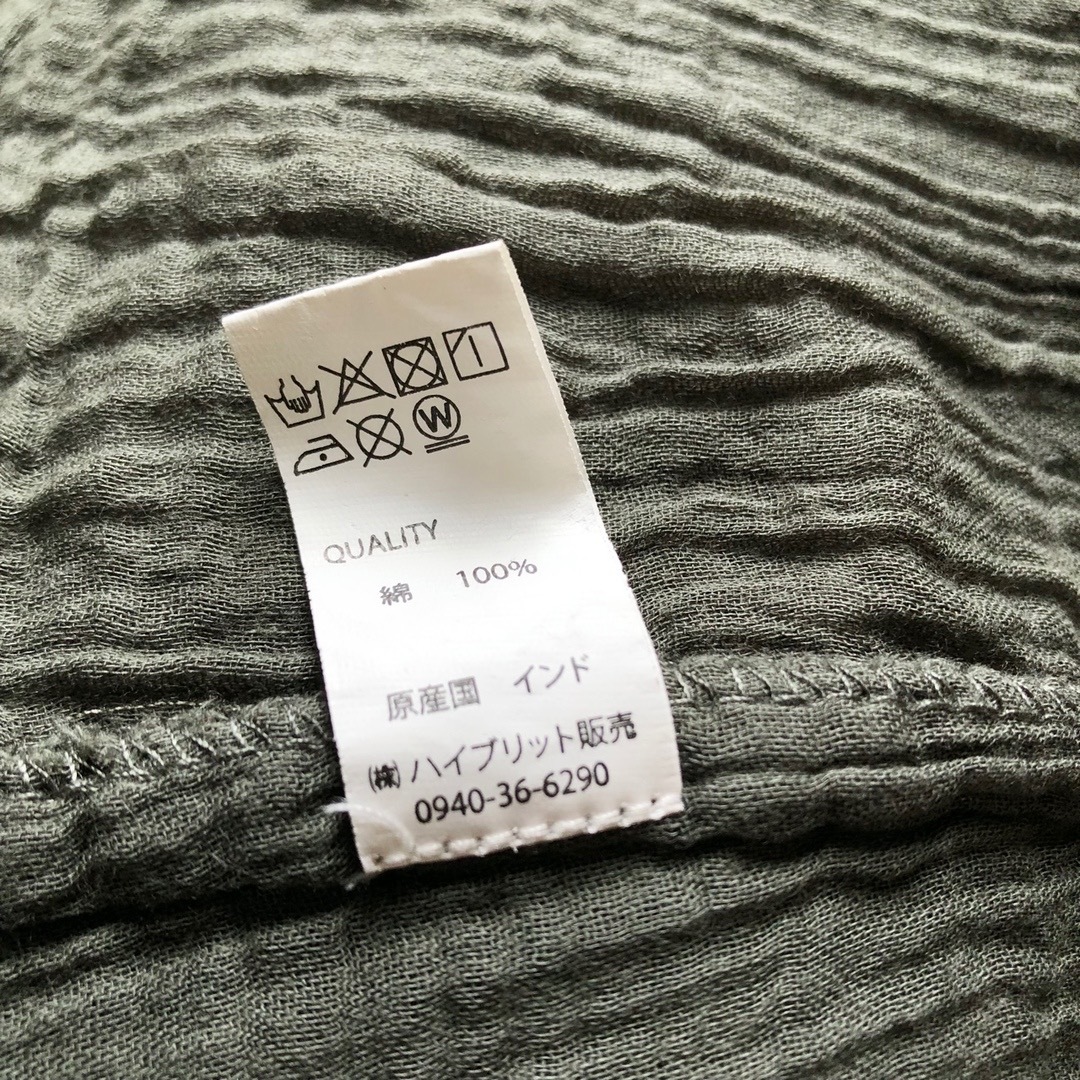 W
QUALITY
綿 100%
原産国 インド
㈱ハイブリット販売
0940-36-6290